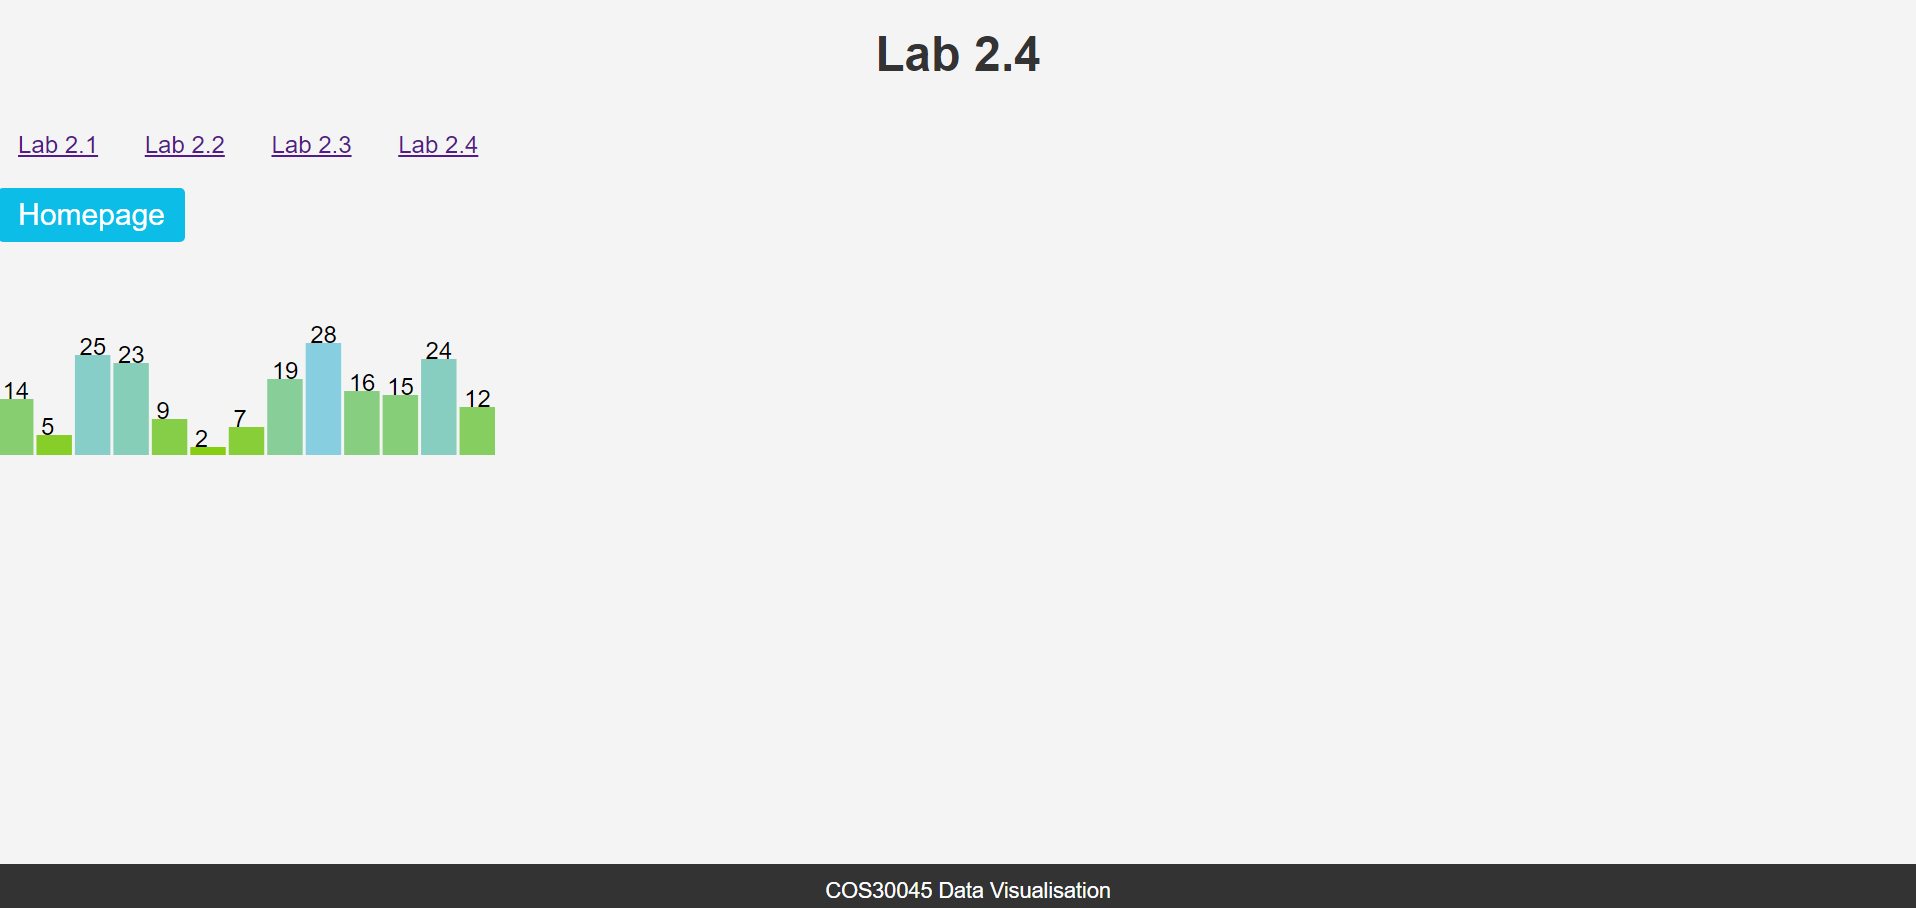 Lab 2.4
Lab 2.1 Lab 2.2 Lab 2.3 Lab 2.4
Homepage
14 5 25 23 9 2 7 19 28 16 15 24 12
COS30045 Data Visualisation